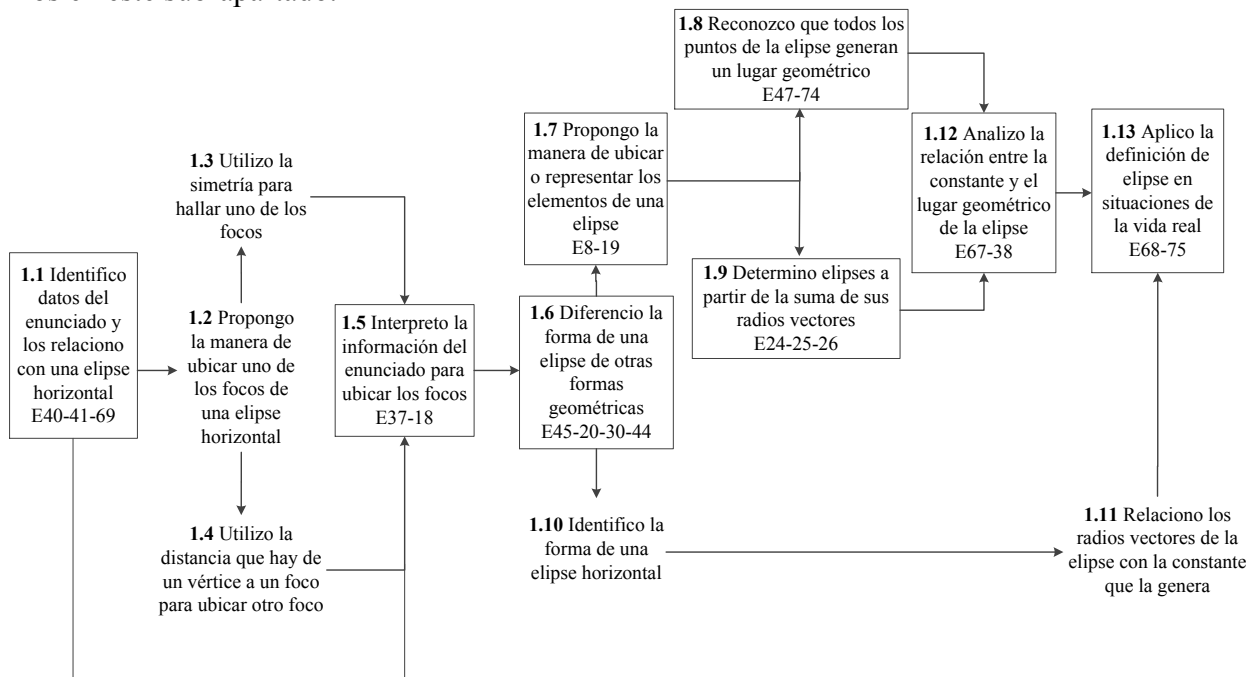 1.8 Reconozco que todos los
puntos de la elipse generan
un lugar geométrico
E47-74
1.7 Propongo la
manera de ubicar
o representar los
elementos de una
elipse
E8-19
1.12 Analizo la
relación entre la
constante y el
lugar geométrico
de la elipse
E67-38
1.13 Aplico la
definición de
elipse en
situaciones de
la vida real
E68-75
1.3 Utilizo la
simetría para
hallar uno de los
focos
1.1 Identifico
datos del
enunciado y
los relaciono
con una elipse
horizontal
E40-41-69
1.2 Propongo
la manera de
ubicar uno de
los focos de
una elipse
horizontal
1.5 Interpreto la
información del
enunciado para
ubicar los focos
E37-18
1.6 Diferencio la
forma de una
elipse de otras
formas
geométricas
E45-20-30-44
1.9 Determino elipses a
partir de la suma de sus
radios vectores
E24-25-26
1.4 Utilizo la
distancia que hay de
un vértice a un foco
para ubicar otro foco
1.10 Identifico la
forma de una
elipse horizontal
1.11 Relaciono los
radios vectores de la
elipse con la constante
que la genera